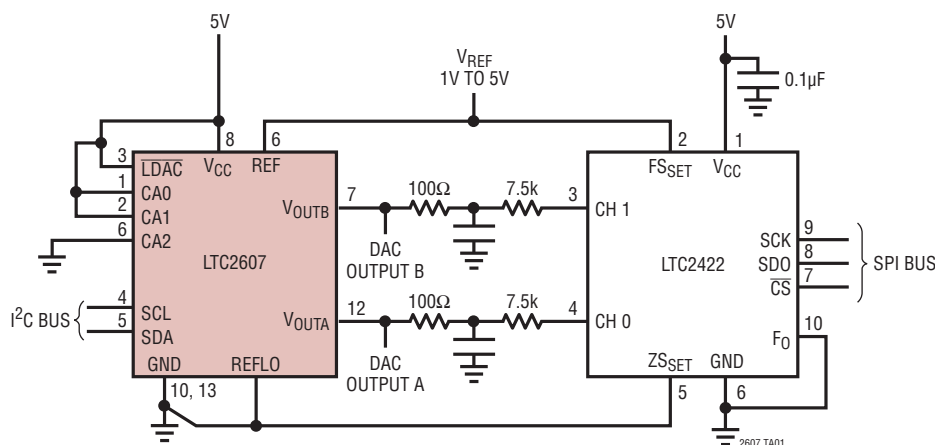 5V
5V
VREF
1V TO 5V
0.1µF
8
6
2
1
3
LDAC
VCC
REF
FSSET
VCC
1
CA0
2
CA1
6
CA2
VOUTB
7
100Ω
7.5k
3
CH 1
DAC
OUTPUT B
LTC2607
LTC2422
SCK
9
SDO
8
CS
7
SPI BUS
I2C BUS
4
SCL
5
SDA
VOUTA
12
100Ω
7.5k
4
CH 0
DAC
OUTPUT A
FO
10
GND
REFLO
ZSSET
GND
10, 13
5
6
2607 TA01